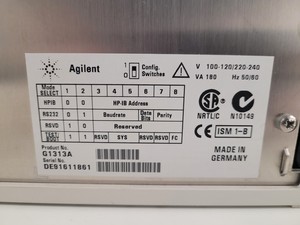 Agilent
1
0
Config.
Switches
V 100-120/220-240
VA 180 Hz 50/60
Mode SELECT 1 2 3 4 5 6 7 8
HPIB 0 0 HP-IB Address
RS232 0 1 Baudrate Data Bits Parity
RSVD 1 0 Reserved
TEST/BOOT 1 1 RSVD SYS RSVD RSVD FC
NRTL/C
N10149
ISM 1-B
Product No.
G1313A
Serial No.
DE91611861
MADE IN
GERMANY